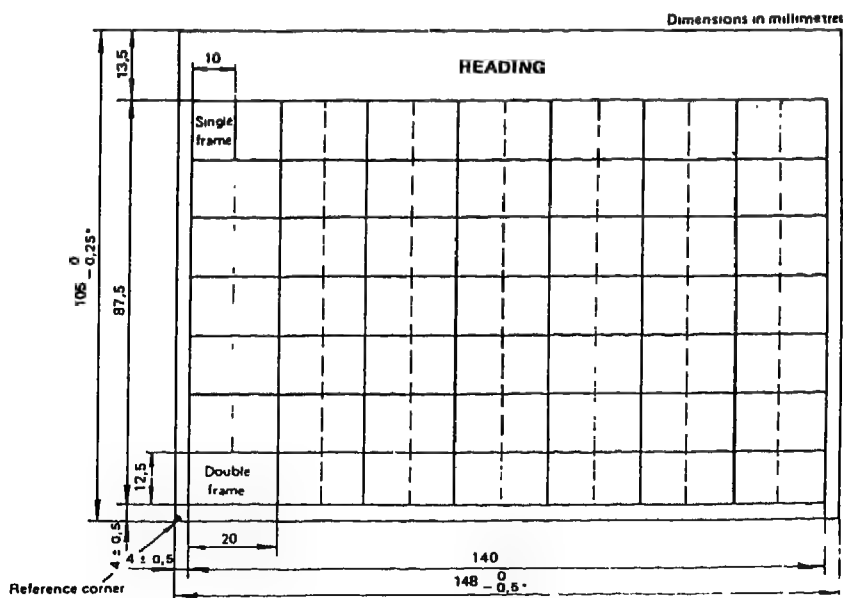 Dimensions in millimetres
13,5
10
HEADING
Single
frame
105 0 -0,25*
87,5
12,5
Double
frame
4 ± 0,5
4 ± 0,5
20
140
148 0 -0,5*
Reference corner